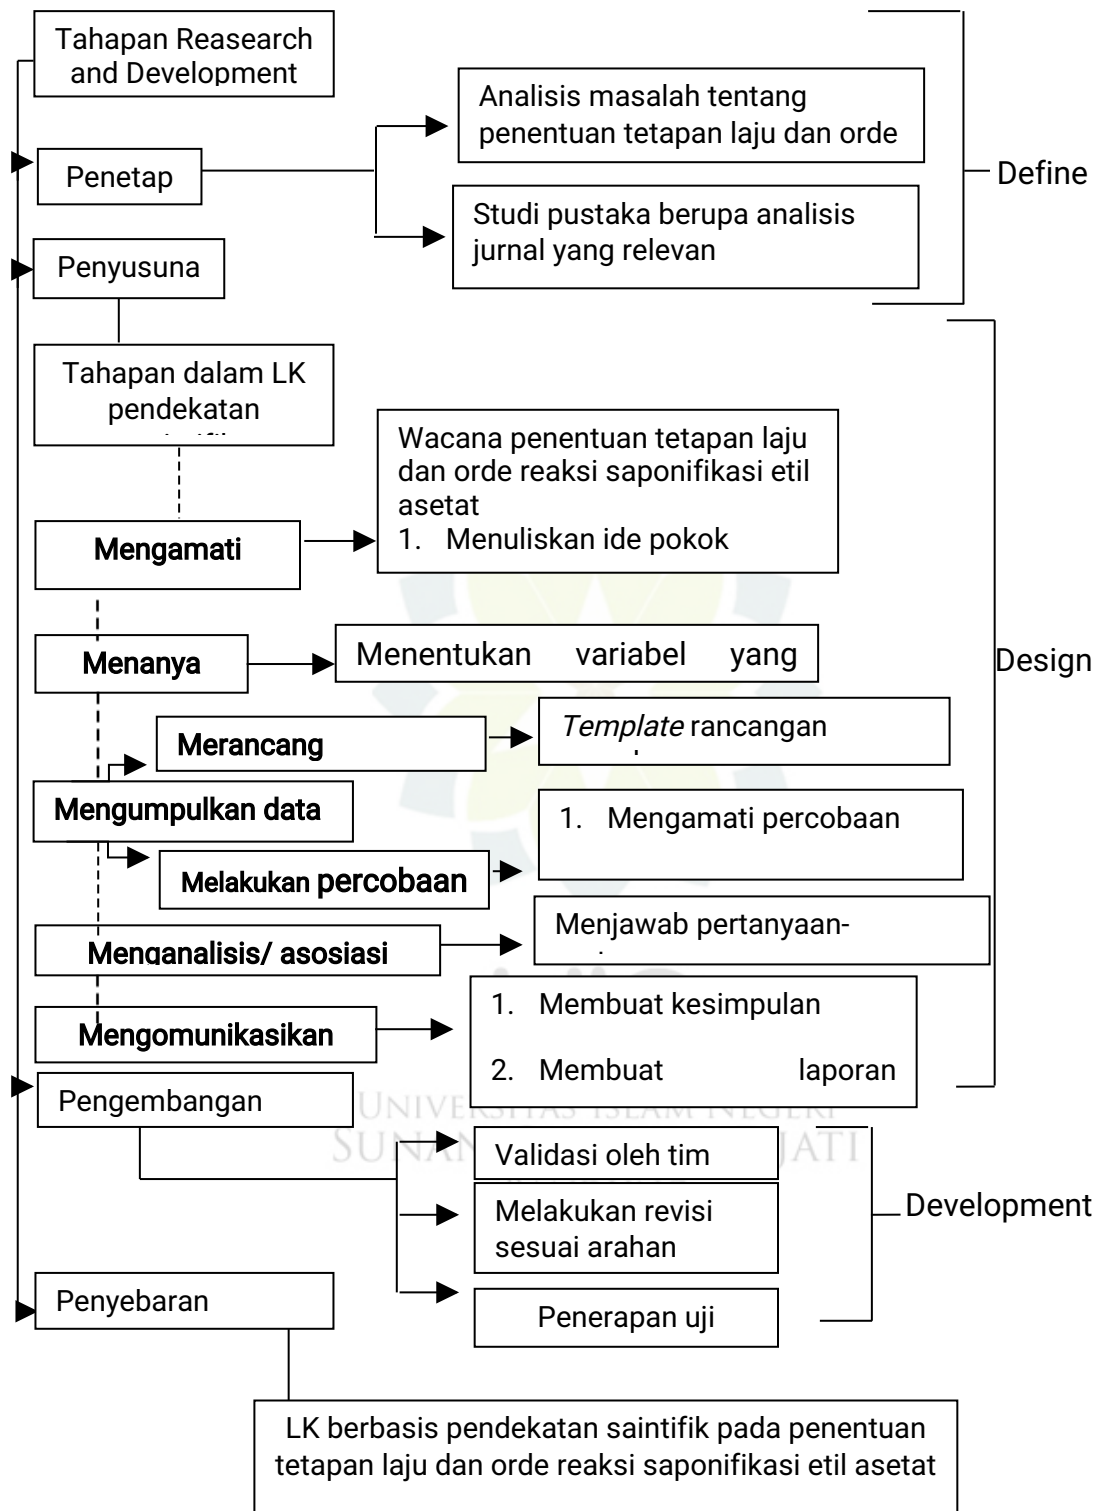 Tahapan Reasearch
and Development
Analisis masalah tentang
penentuan tetapan laju dan orde
Penetap
Define
Studi pustaka berupa analisis
jurnal yang relevan
Penyusuna
Tahapan dalam LK
pendekatan
Wacana penentuan tetapan laju
dan orde reaksi saponifikasi etil
asetat
1. Menuliskan ide pokok
Mengamati
Menanya
Menentukan variabel yang
Design
Merancang
Template rancangan
Mengumpulkan data
1. Mengamati percobaan
Melakukan percobaan
Menganalisis/ asosiasi
Menjawab pertanyaan-
Mengomunikasikan
1. Membuat kesimpulan
2. Membuat laporan
Pengembangan
UNIVERSITAS ISLAM NEGERI
Validasi oleh tim
Melakukan revisi
sesuai arahan
Development
Penerapan uji
Penyebaran
LK berbasis pendekatan saintifik pada penentuan
tetapan laju dan orde reaksi saponifikasi etil asetat